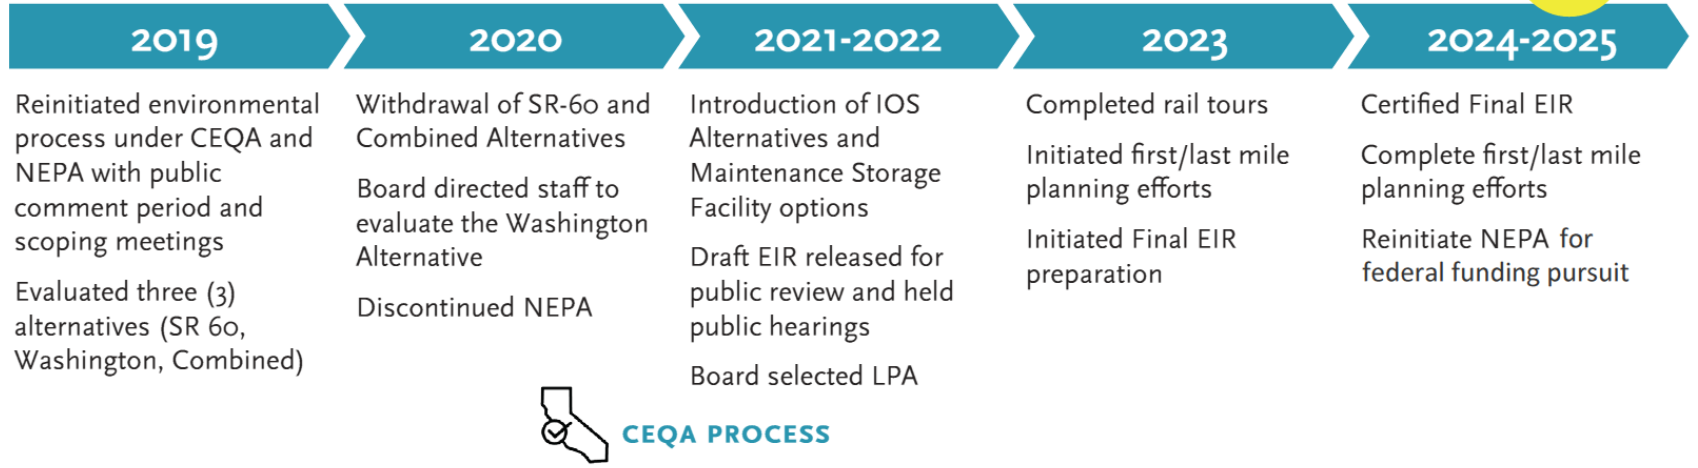 2019
Reinitiated environmental
process under CEQA and
NEPA with public
comment period and
scoping meetings
Evaluated three (3)
alternatives (SR 60,
Washington, Combined)
2020
Withdrawal of SR-60 and
Combined Alternatives
Board directed staff to
evaluate the Washington
Alternative
Discontinued NEPA
2021-2022
Introduction of IOS
Alternatives and
Maintenance Storage
Facility options
Draft EIR released for
public review and held
public hearings
Board selected LPA
2023
Completed rail tours
Initiated first/last mile
planning efforts
Initiated Final EIR
preparation
2024-2025
Certified Final EIR
Complete first/last mile
planning efforts
Reinitiate NEPA for
federal funding pursuit
CEQA PROCESS